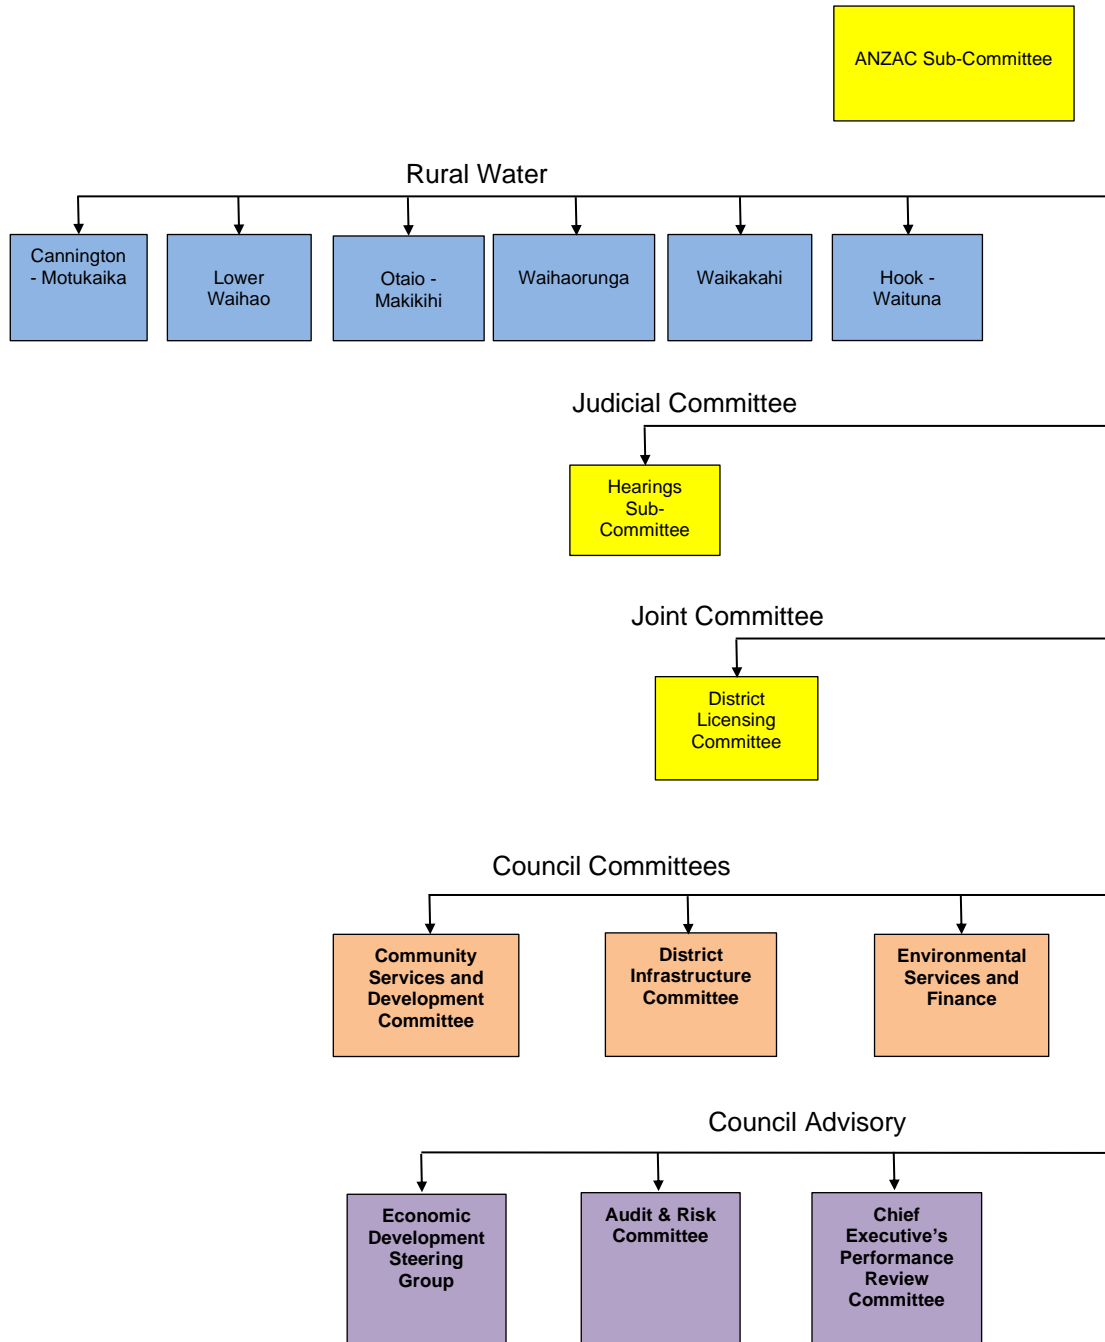 ANZAC Sub-Committee
Rural Water
Cannington
- Motukaika
Lower
Waihao
Otaio -
Makikihi
Waihaorunga
Waikakahi
Hook -
Waituna
Judicial Committee
Hearings
Sub-
Committee
Joint Committee
District
Licensing
Committee
Council Committees
Community
Services and
Development
Committee
District
Infrastructure
Committee
Environmental
Services and
Finance
Council Advisory
Economic
Development
Steering
Group
Audit & Risk
Committee
Chief
Executive’s
Performance
Review
Committee